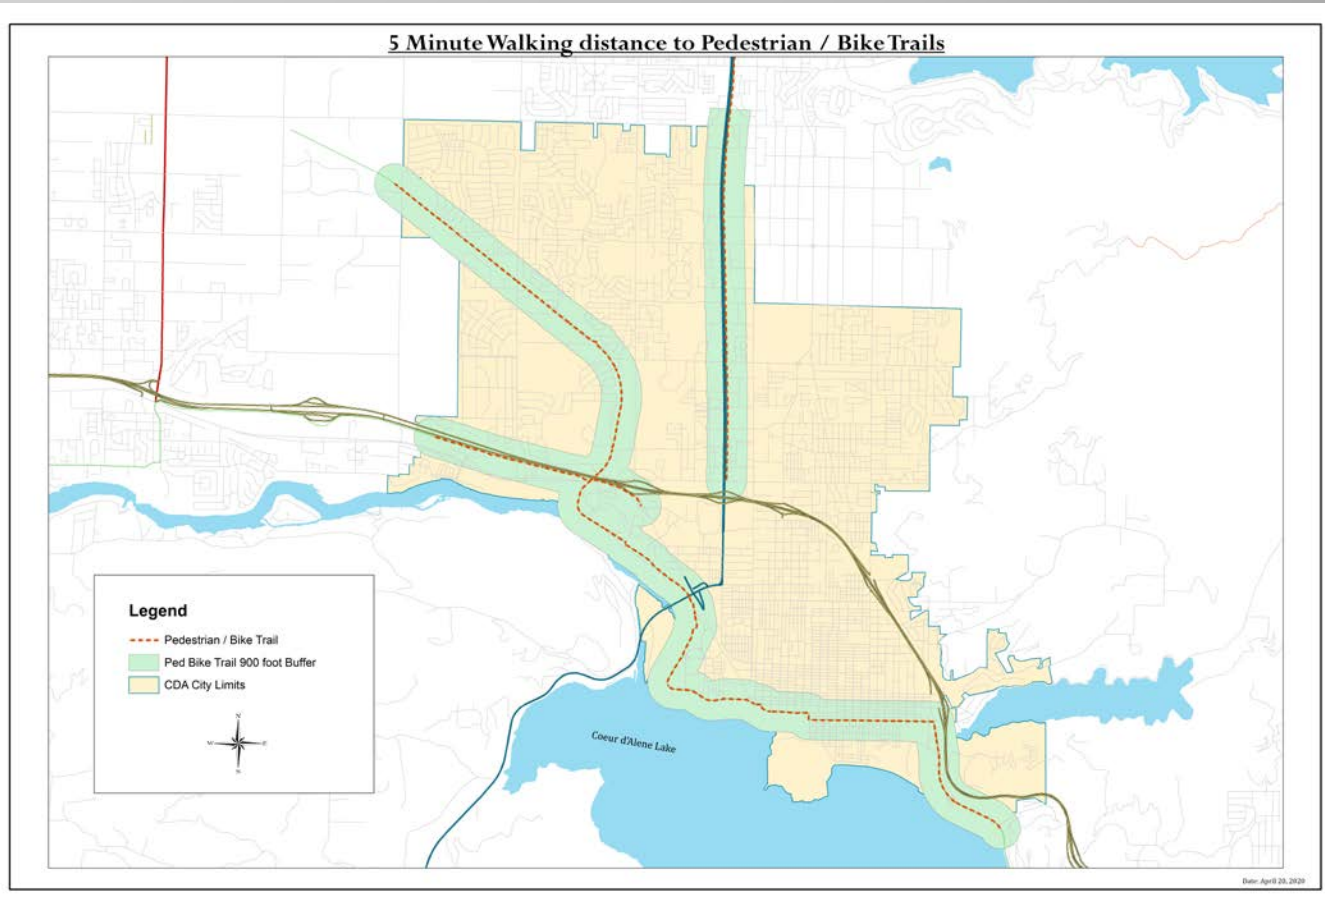 5 Minute Walking distance to Pedestrian / Bike Trails
Legend
Pedestrian / Bike Trail
Ped Bike Trail 900 foot Buffer
CDA City Limits
N
W
E
S
Coeur d'Alene Lake
Date: April 20, 2020